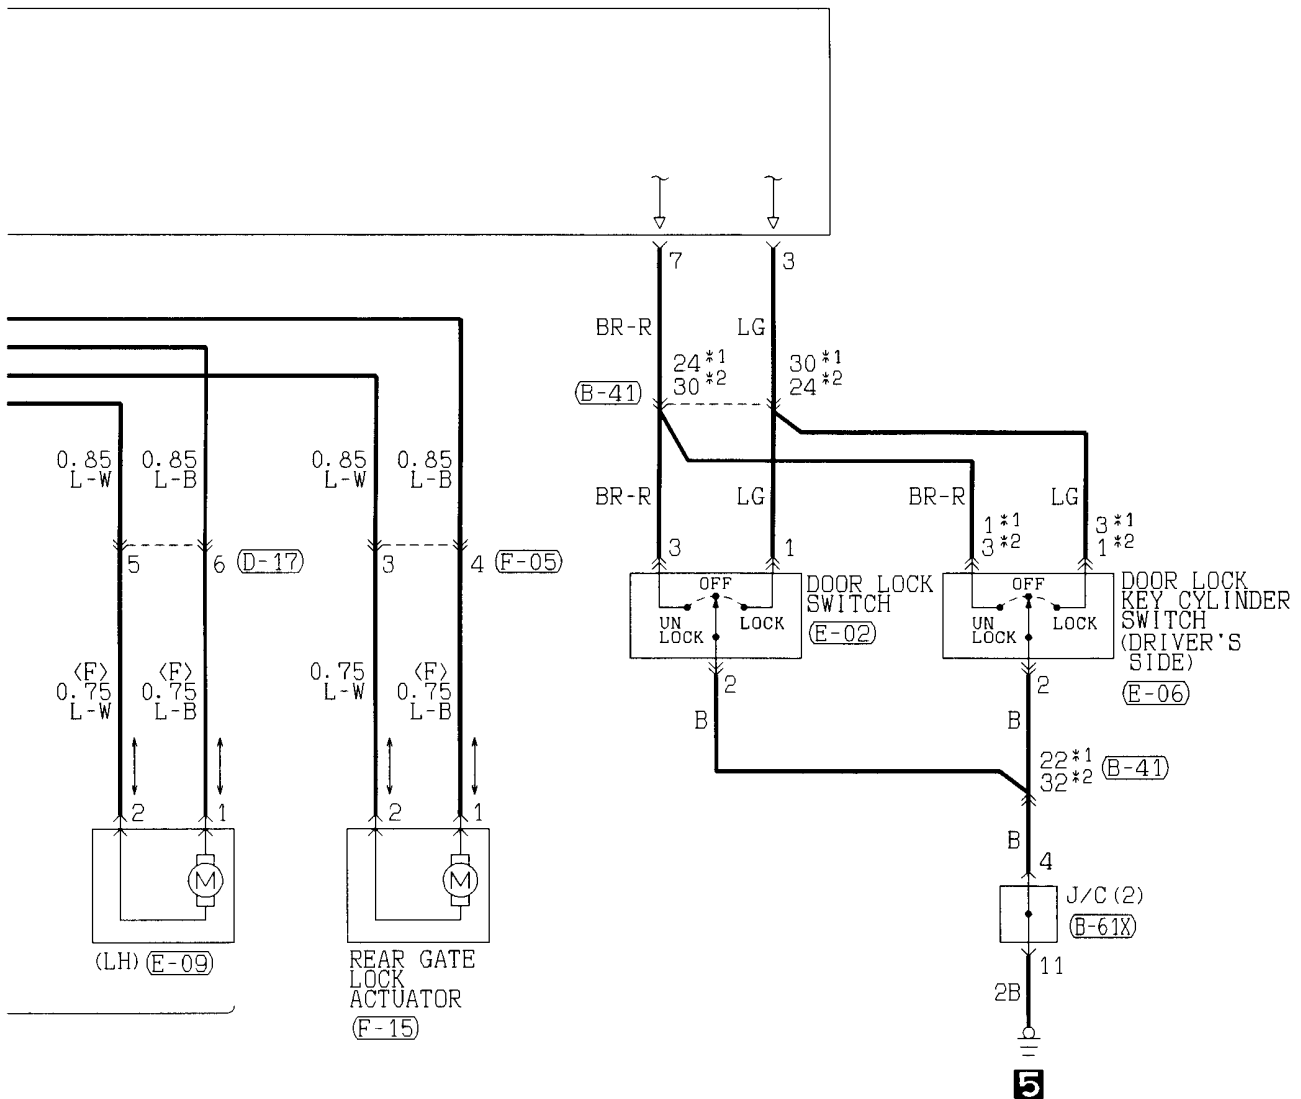 7
3
BR-R
LG
24*1
30*2
30*1
24*2
B-41
0.85
L-W
0.85
L-B
0.85
L-W
0.85
L-B
BR-R
LG
BR-R
LG
1*1
3*2
3*1
1*2
5
6
D-17
3
4
F-05
3
1
OFF
UN
LOCK
LOCK
DOOR LOCK
SWITCH
E-02
OFF
UN
LOCK
LOCK
DOOR LOCK
KEY CYLINDER
SWITCH
(DRIVER'S
SIDE)
E-06
<F>
0.75
L-W
<F>
0.75
L-B
0.75
L-W
<F>
0.75
L-B
2
B
2
B
22*1
32*2
B-41
2
1
2
1
M
M
B
4
J/C(2)
B-61X
11
2B
(LH)
E-09
REAR GATE
LOCK
ACTUATOR
F-15
5